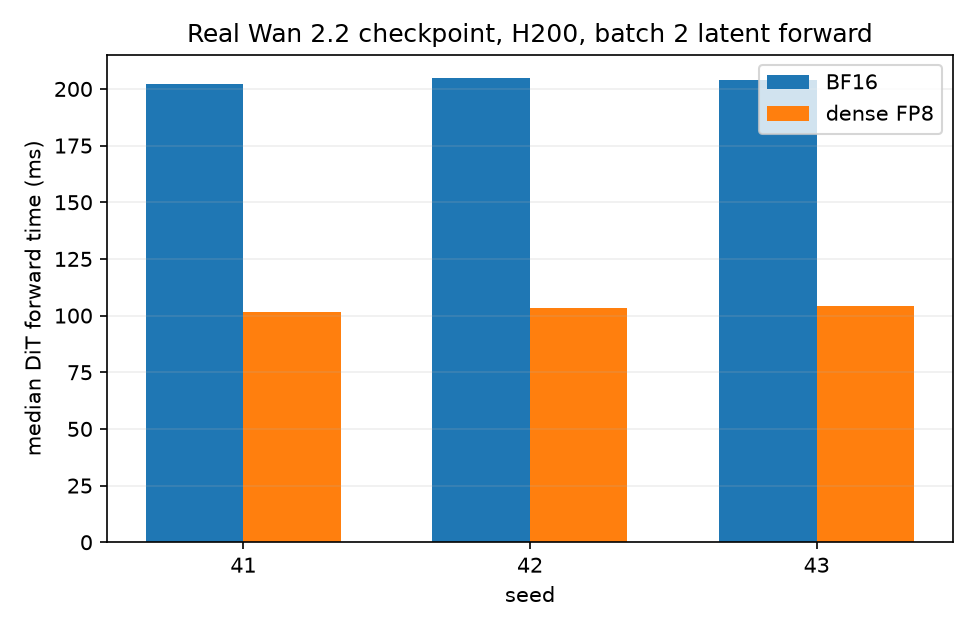 Real Wan 2.2 checkpoint, H200, batch 2 latent forward
BF16
dense FP8
median DiT forward time (ms)
200
175
150
125
100
75
50
25
0
41 42 43
seed